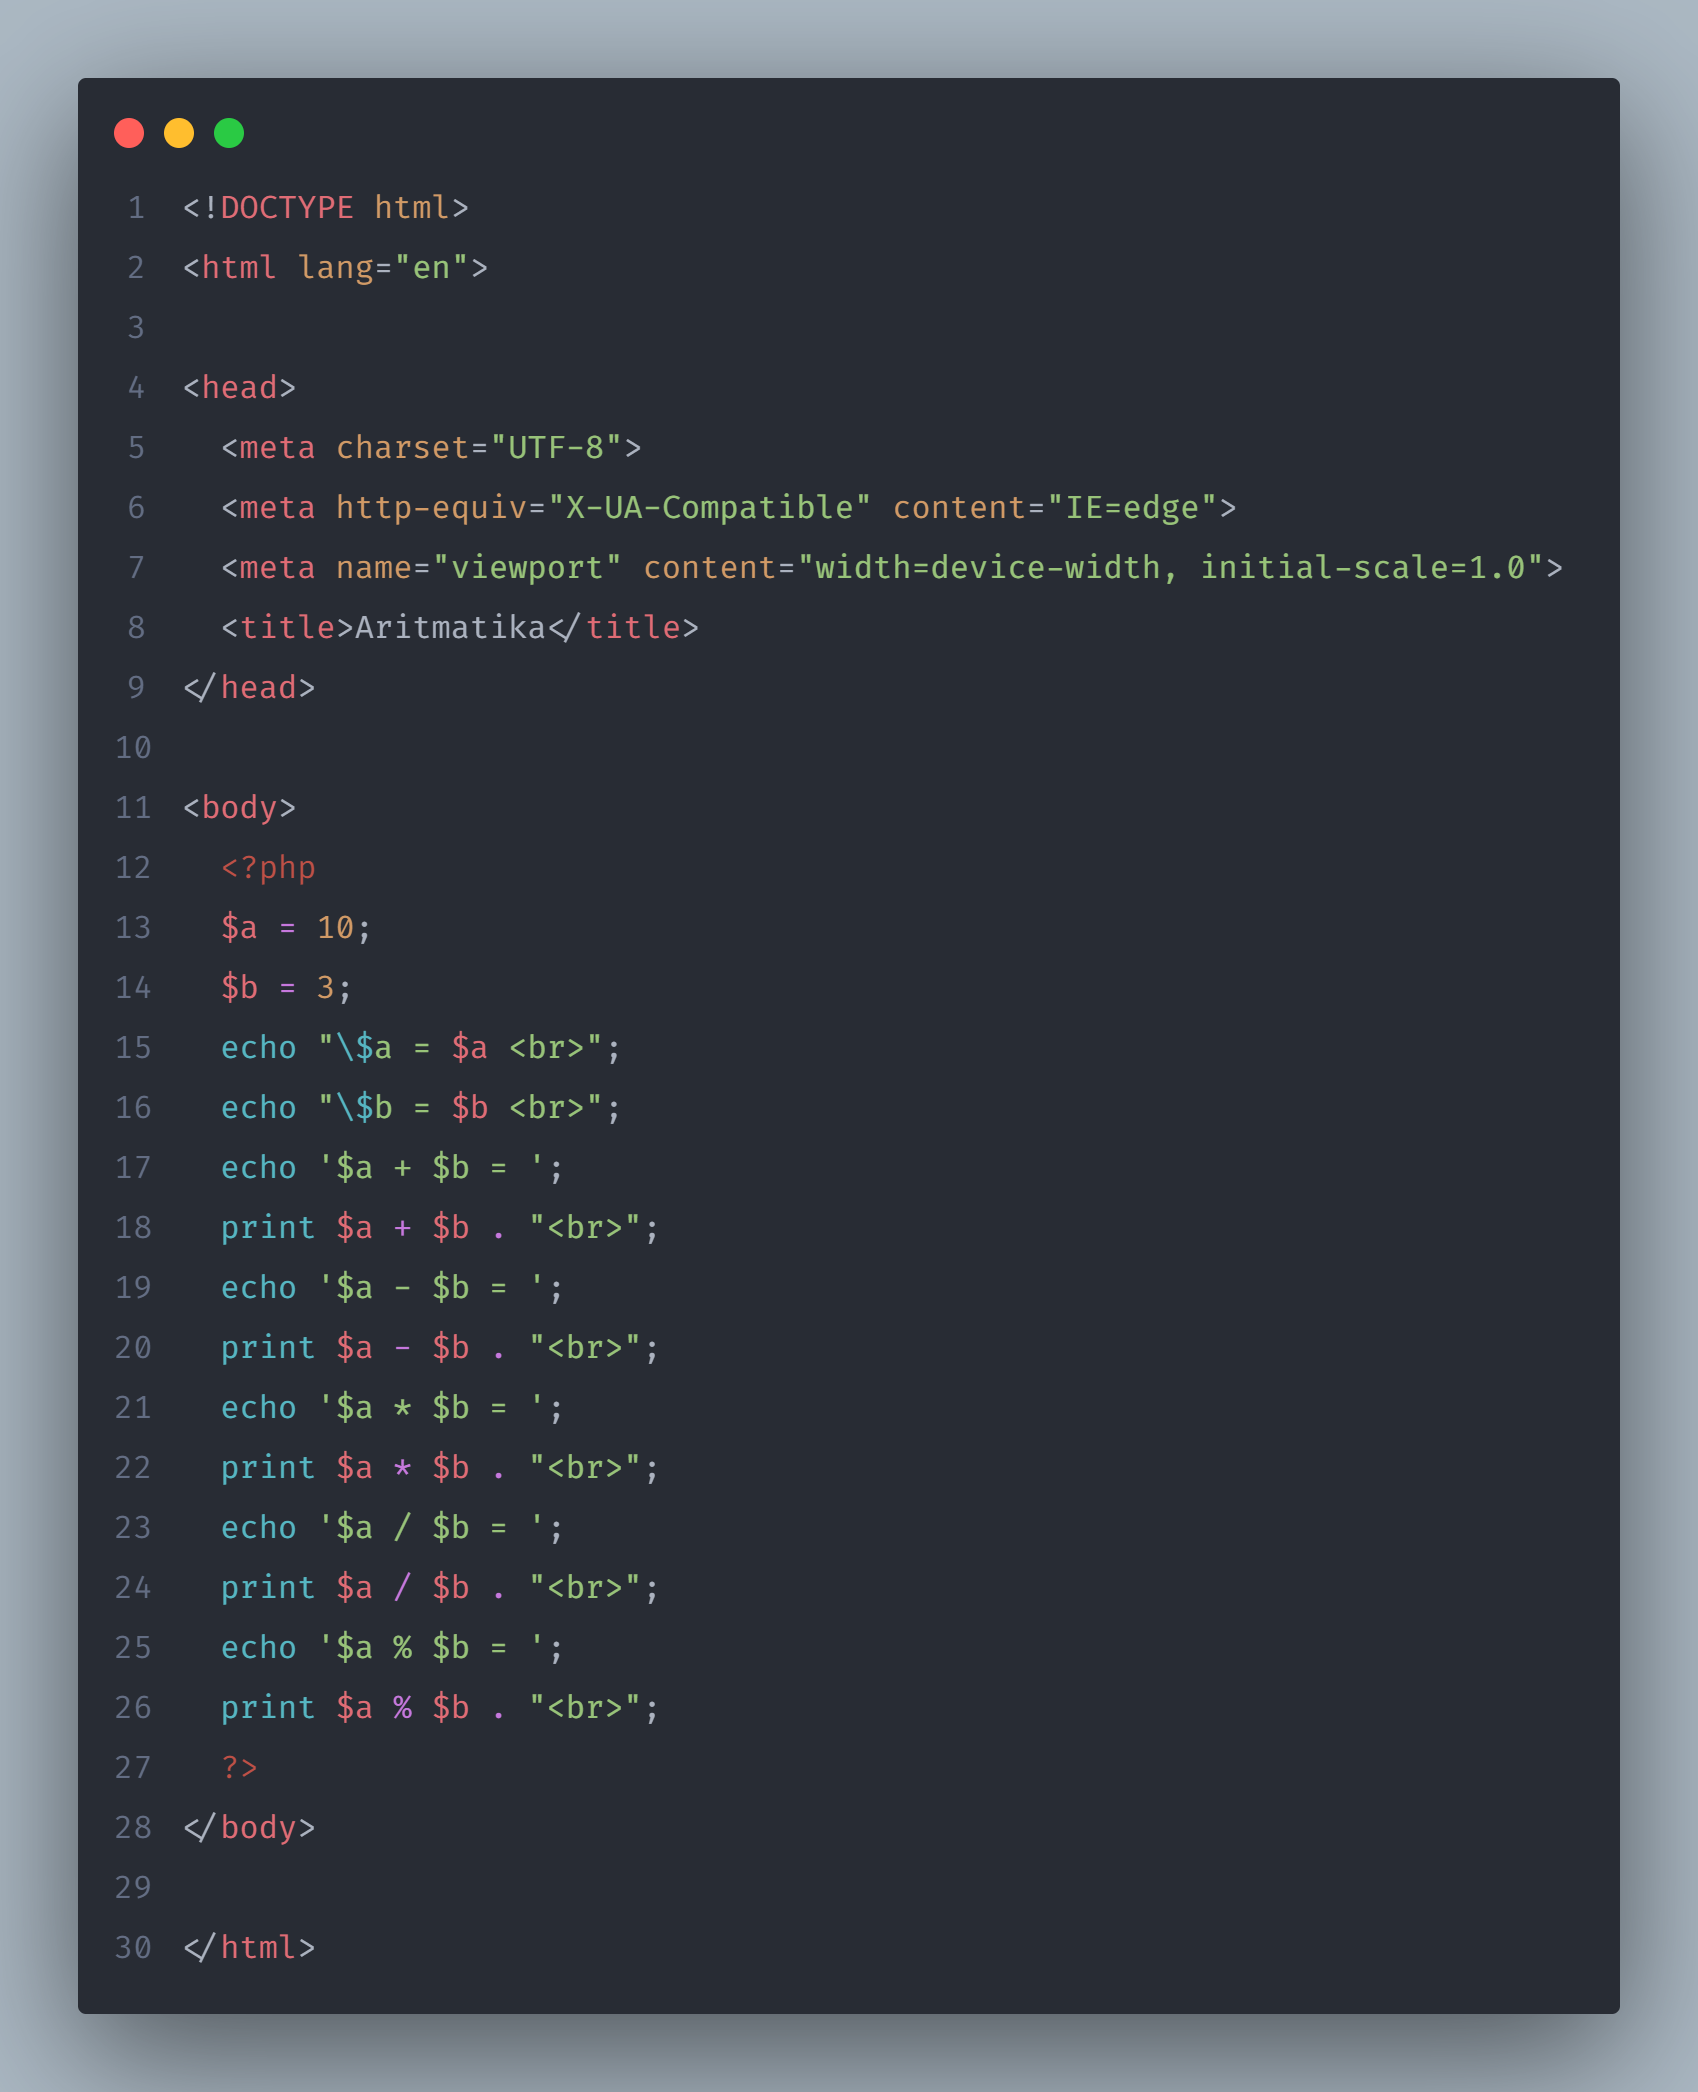 1 <!DOCTYPE html>
2 <html lang="en">
3
4 <head>
5   <meta charset="UTF-8">
6   <meta http-equiv="X-UA-Compatible" content="IE=edge">
7   <meta name="viewport" content="width=device-width, initial-scale=1.0">
8   <title>Aritmatika</title>
9 </head>
10
11 <body>
12   <?php
13   $a = 10;
14   $b = 3;
15   echo "\$a = $a <br>";
16   echo "\$b = $b <br>";
17   echo '$a + $b = ';
18   print $a + $b . "<br>";
19   echo '$a - $b = ';
20   print $a - $b . "<br>";
21   echo '$a * $b = ';
22   print $a * $b . "<br>";
23   echo '$a / $b = ';
24   print $a / $b . "<br>";
25   echo '$a % $b = ';
26   print $a % $b . "<br>";
27   ?>
28 </body>
29
30 </html>